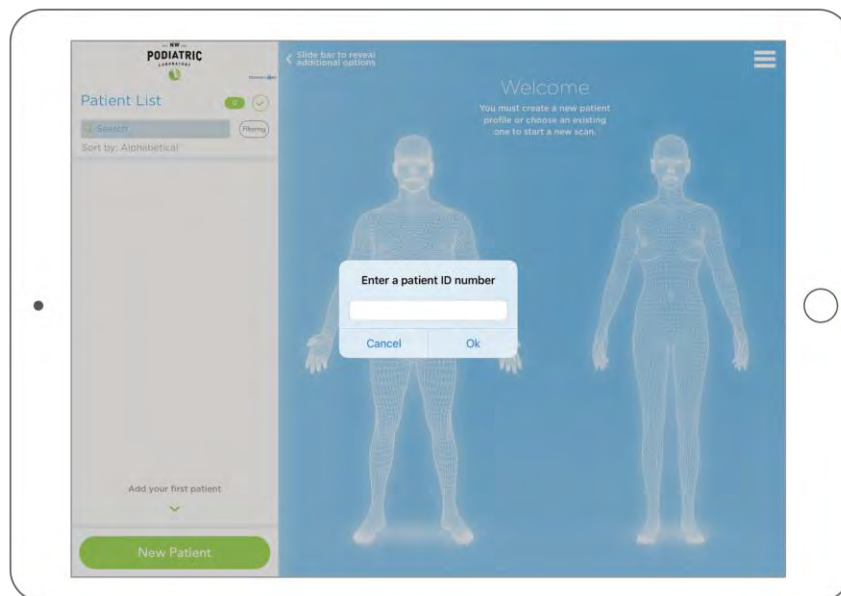 NW
PODIATRIC
LABORATORY
Patient List
0
Search
Filtering
Sort by: Alphabetical
Add your first patient
New Patient
Slide bar to reveal
additional options
Welcome
You must create a new patient
profile or choose an existing
one to start a new scan.
Enter a patient ID number
Cancel
Ok